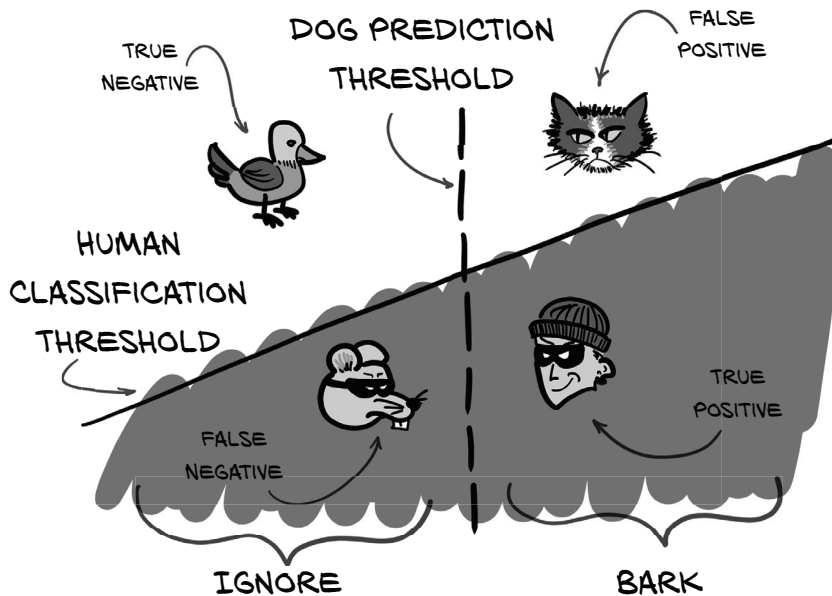 DOG PREDICTION
THRESHOLD
TRUE
NEGATIVE
FALSE
POSITIVE
HUMAN
CLASSIFICATION
THRESHOLD
TRUE
POSITIVE
FALSE
NEGATIVE
IGNORE
BARK